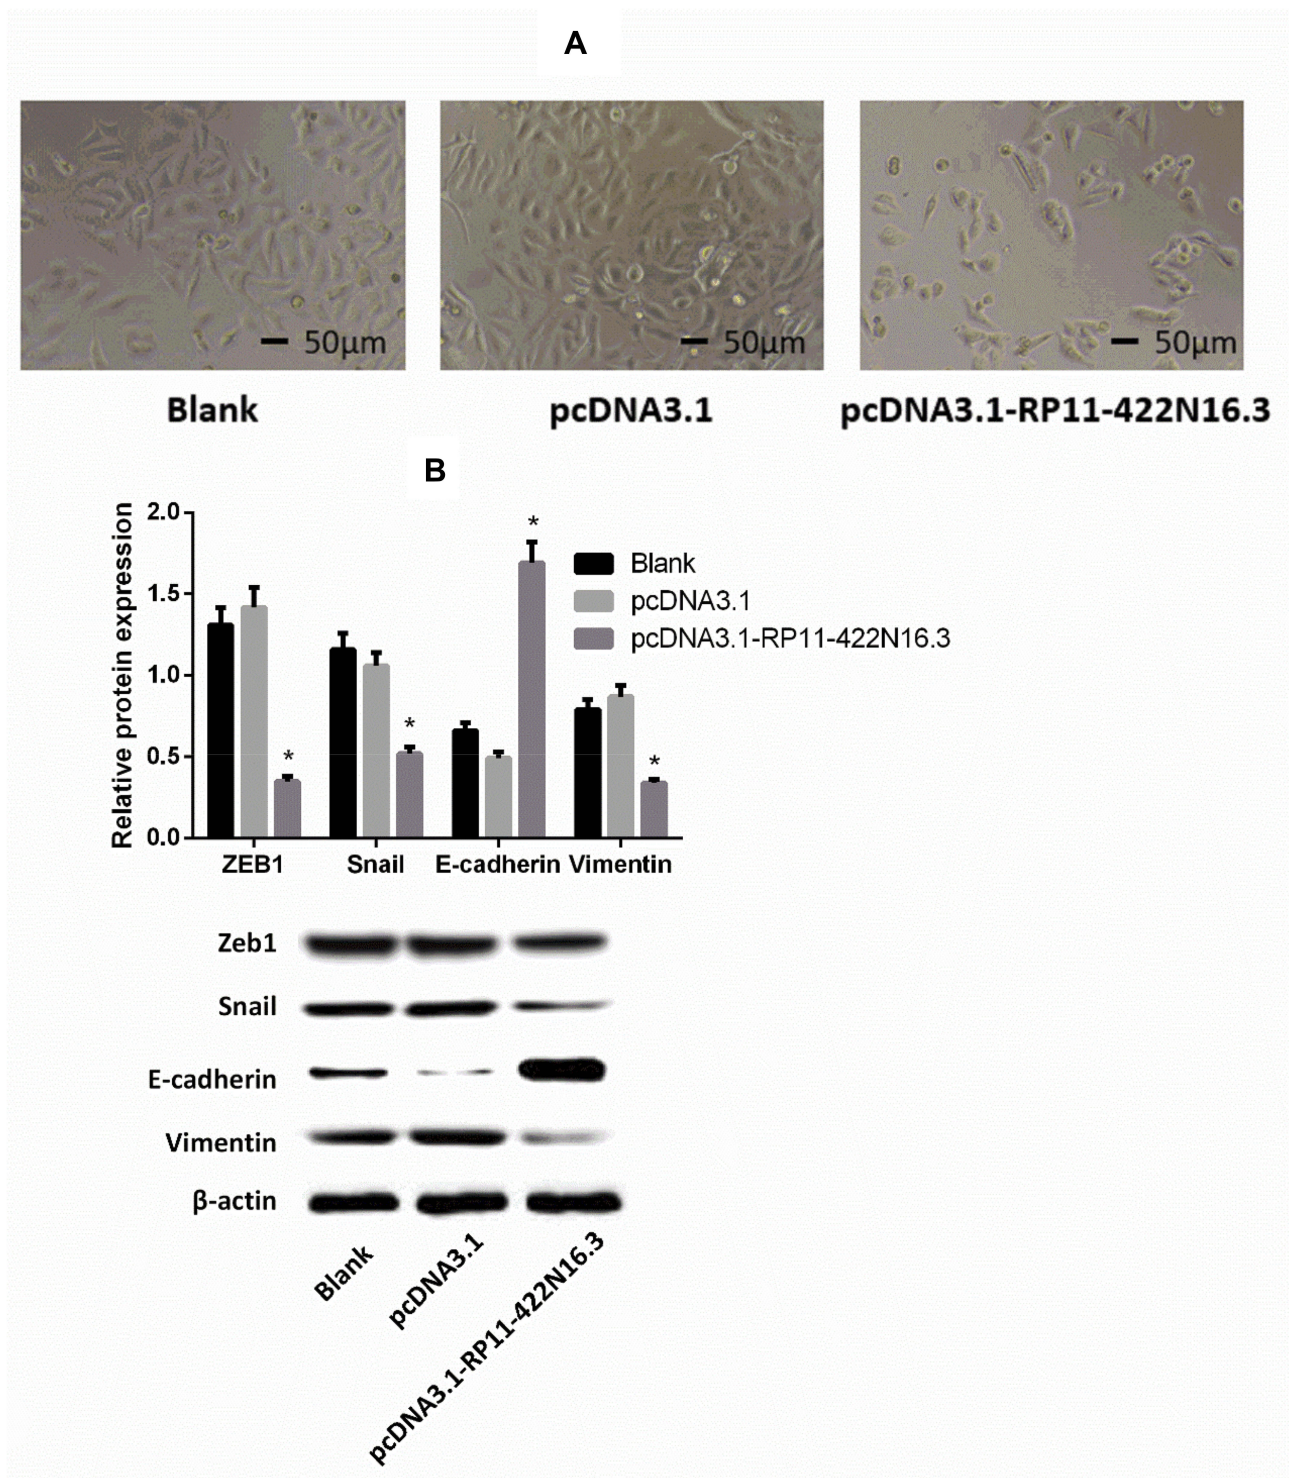 A
50μm
50μm
50μm
Blank
pcDNA3.1
pcDNA3.1-RP11-422N16.3
B
Relative protein expression
2.0
1.5
1.0
0.5
0.0
*
*
*
*
Blank
pcDNA3.1
pcDNA3.1-RP11-422N16.3
ZEB1
Snail
E-cadherin
Vimentin
Zeb1
Snail
E-cadherin
Vimentin
β-actin
Blank
pcDNA3.1
pcDNA3.1-RP11-422N16.3